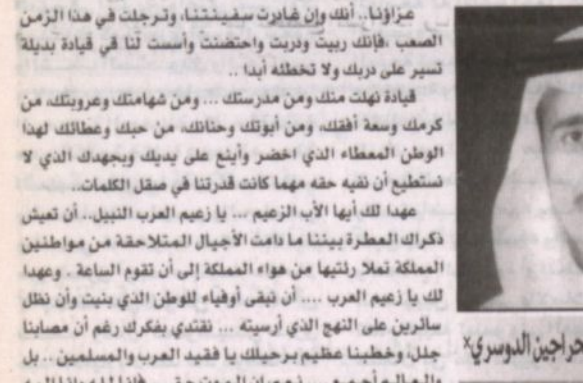 عزاؤنا.. أنك وإن غادرت سفينتنا، وترجلت في هذا الزمن
الصعب ،فإنك ربيت ودربت واحتضنت وأسست لنا في قيادة بديلة
تسير على دربك ولا تخطئه أبدا ..
قيادة نهلت منك ومن مدرستك ... ومن شهامتك وعروبتك، من
كرمك وسعة أفقك، ومن أبوتك وحنانك، من حبك وعطائك لهذا
الوطن المعطاء الذي اخضر وأينع على يديك وبجهدك الذي لا
نستطيع أن نفيه حقه مهما كانت قدرتنا في صقل الكلمات..
عهدا لك أيها الأب الزعيم ... يا زعيم العرب النبيل.. أن تعيش
ذكراك العطرة بيننا ما دامت الأجيال المتلاحقة من مواطنين
المملكة تملا رئتيها من هواء المملكة إلى أن تقوم الساعة . وعهدا
لك يا زعيم العرب .... أن نبقى أوفياء للوطن الذي بنيت وأن نظل
سائرين على النهج الذي أرسيته ... نقتدي بفكرك رغم أن مصابنا
جلل، وخطبنا عظيم برحيلك يا فقيد العرب والمسلمين .. بل
حراجين الدوسري×